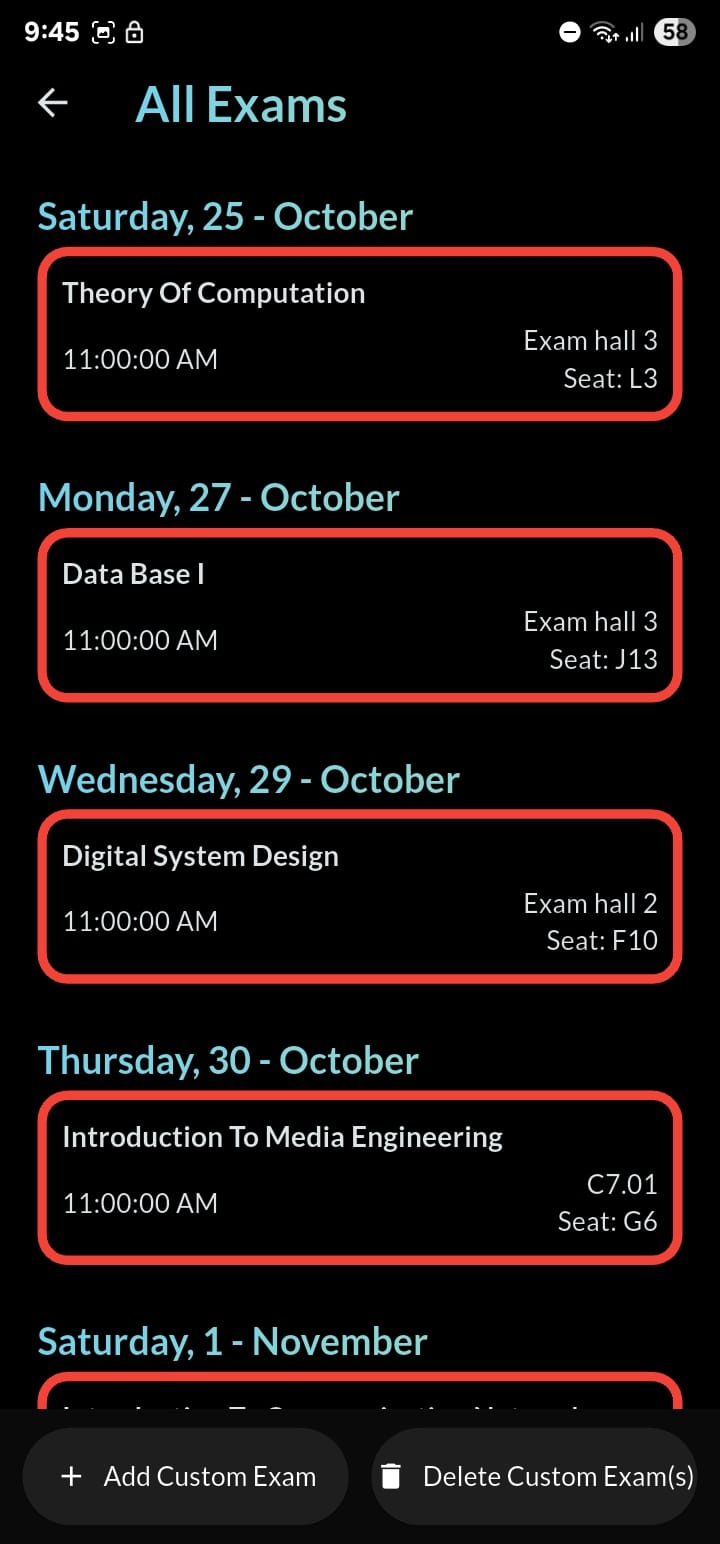 9:45
58
All Exams
Saturday, 25 - October
Theory Of Computation
11:00:00 AM
Exam hall 3
Seat: L3
Monday, 27 - October
Data Base I
11:00:00 AM
Exam hall 3
Seat: J13
Wednesday, 29 - October
Digital System Design
11:00:00 AM
Exam hall 2
Seat: F10
Thursday, 30 - October
Introduction To Media Engineering
11:00:00 AM
C7.01
Seat: G6
Saturday, 1 - November
Add Custom Exam
Delete Custom Exam(s)